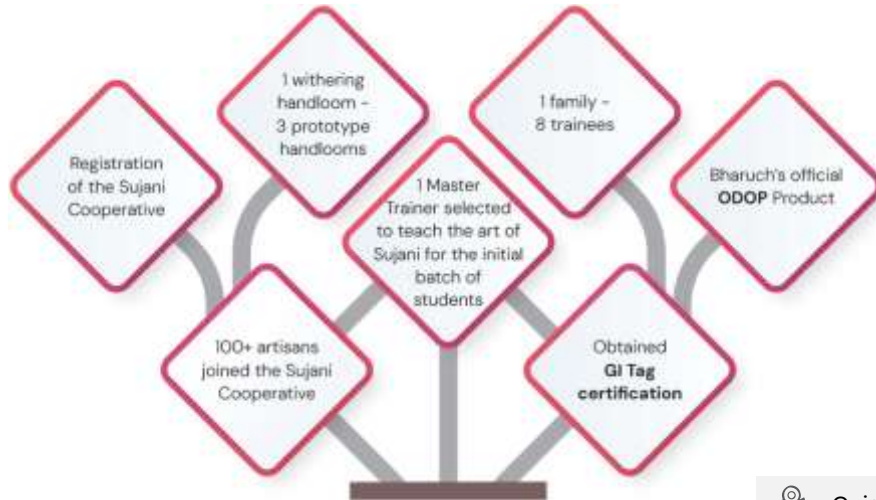 1 withering
handloom -
3 prototype
handlooms
1 family -
8 trainees
Registration
of the Sujani
Cooperative
1 Master
Trainer selected
to teach the art of
Sujani for the initial
batch of
students
Bharuch's official
ODOP Product
100+ artisans
joined the Sujani
Cooperative
Obtained
GI Tag
certification